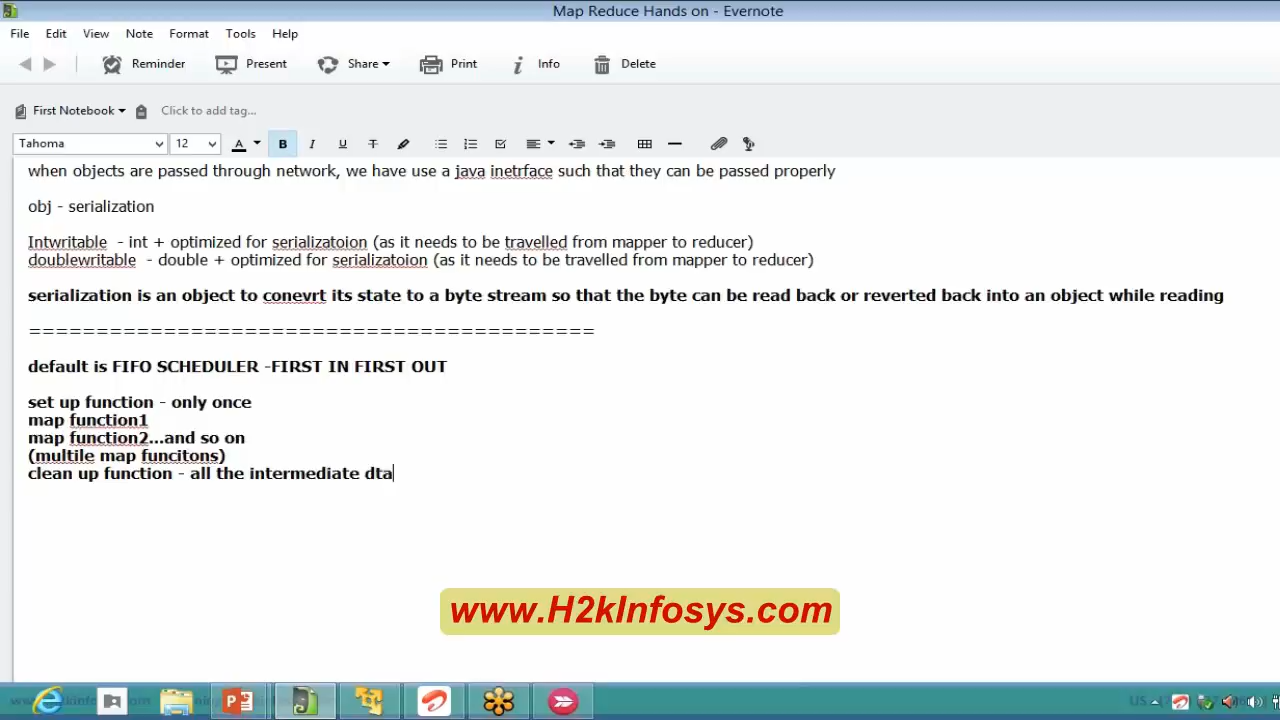 Map Reduce Hands on - Evernote
File Edit View Note Format Tools Help
Reminder Present Share Print Info Delete
First Notebook Click to add tag...
Tahoma 12 A B I U T
when objects are passed through network, we have use a java inetrface such that they can be passed properly
obj - serialization
Intwritable - int + optimized for serializatoion (as it needs to be travelled from mapper to reducer)
doublewritable - double + optimized for serializatoion (as it needs to be travelled from mapper to reducer)
serialization is an object to conevrt its state to a byte stream so that the byte can be read back or reverted back into an object while reading
==========================================
default is FIFO SCHEDULER -FIRST IN FIRST OUT
set up function - only once
map function1
map function2...and so on
(multile map funcitons)
clean up function - all the intermediate dta
www.H2kInfosys.com
US